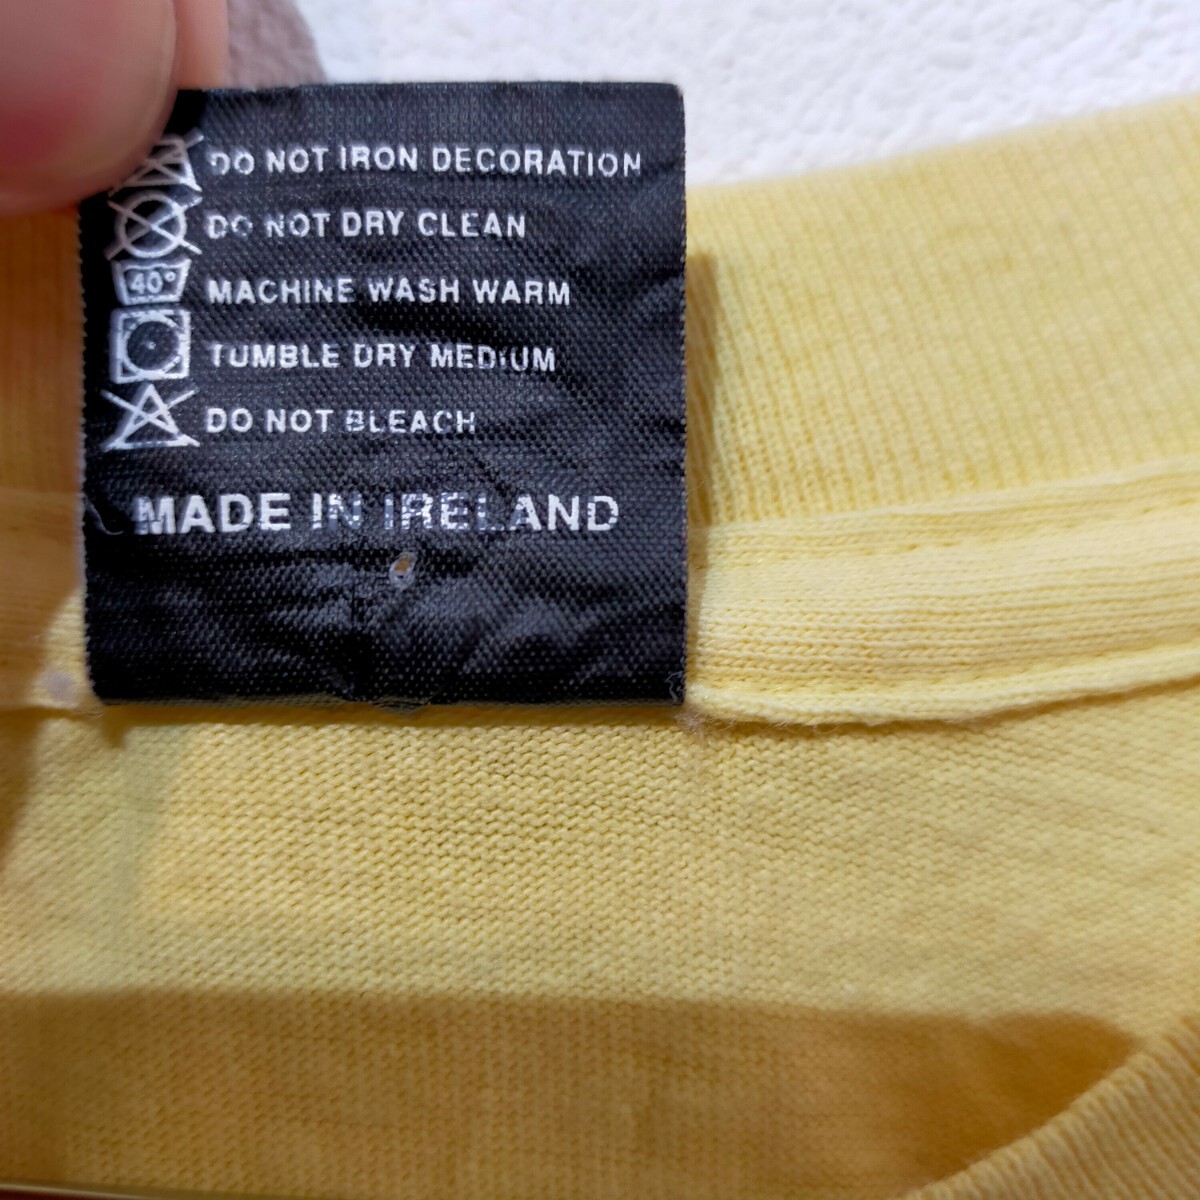 DO NOT IRON DECORATION
DO NOT DRY CLEAN
40° MACHINE WASH WARM
TUMBLE DRY MEDIUM
DO NOT BLEACH
MADE IN IRELAND